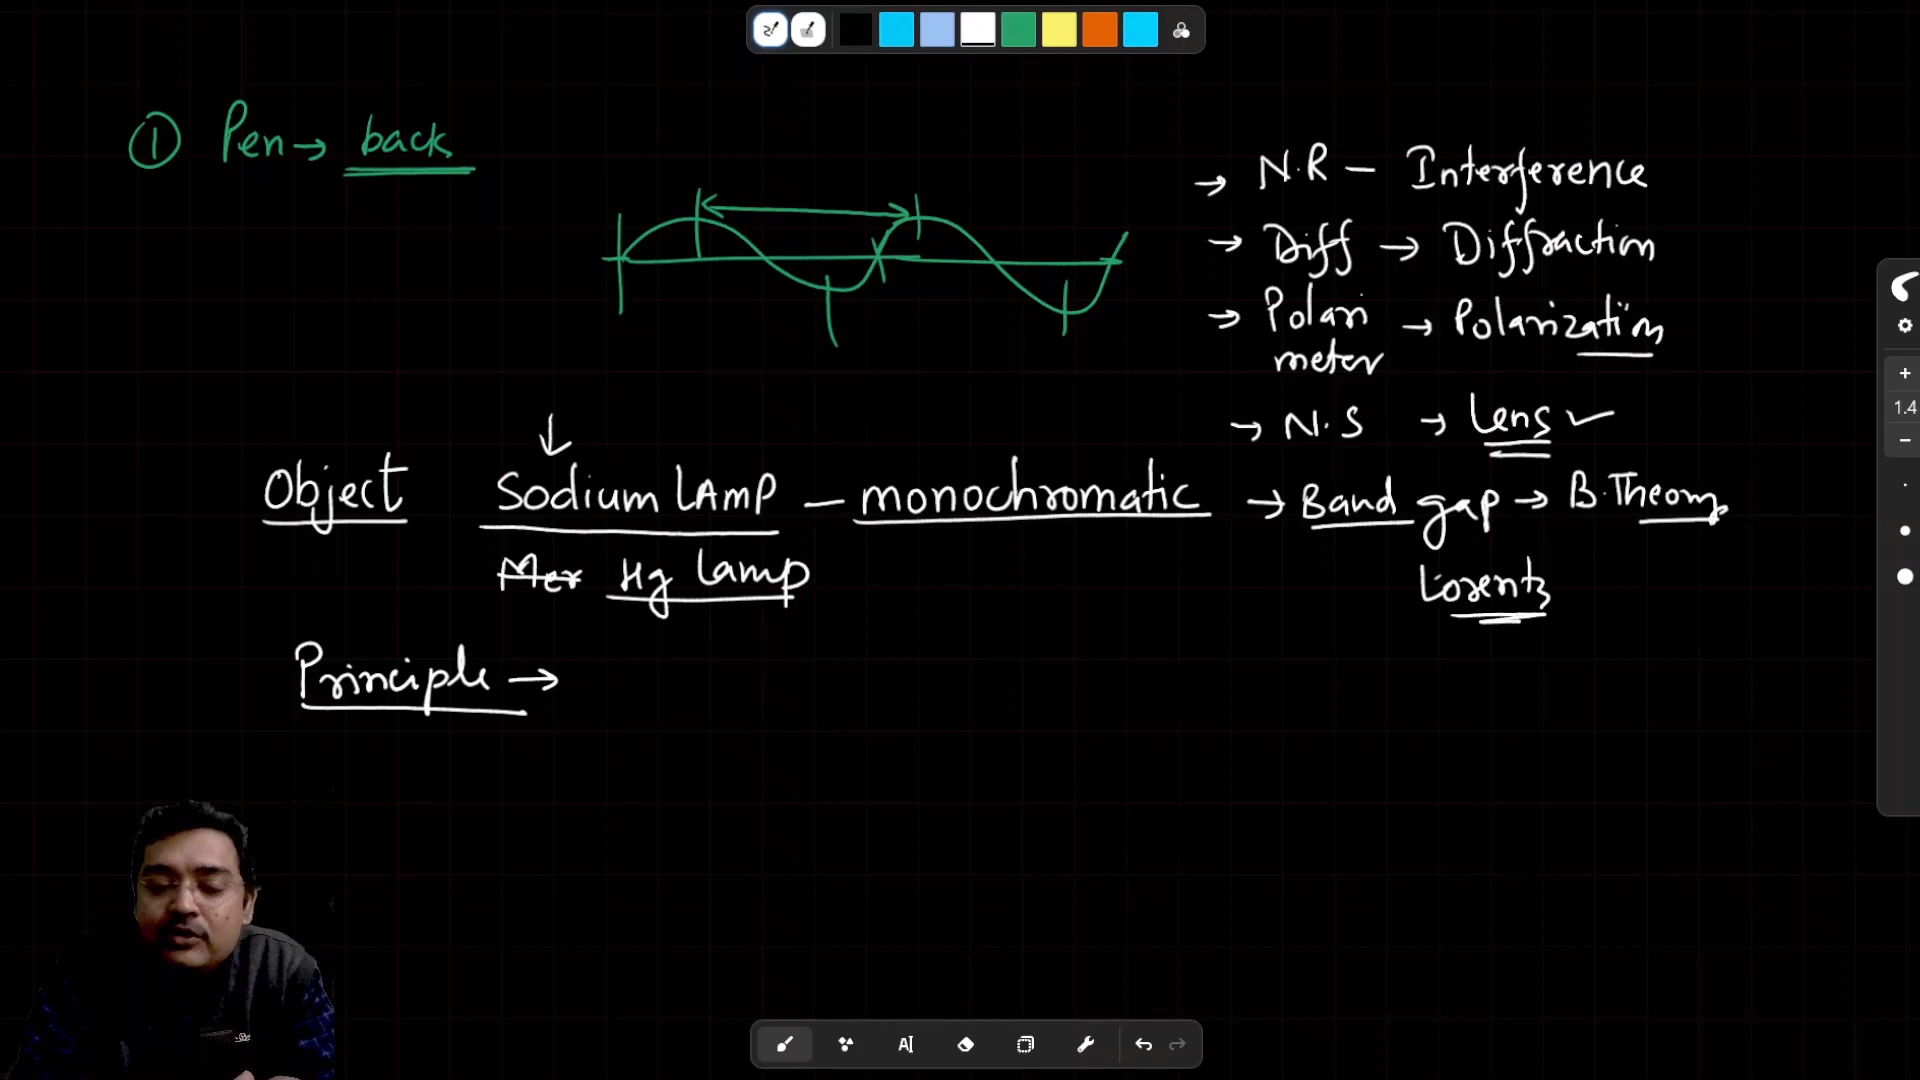 ① Pen → back
→ N.R — Interference
→ Diff → Diffraction
→ Polari meter → Polarization
→ N.S → Lens ✓
Object Sodium LAMP — monochromatic
→ Band gap → B.Theory
Mer Hg lamp
Lorentz
Principle →
1.4
AI